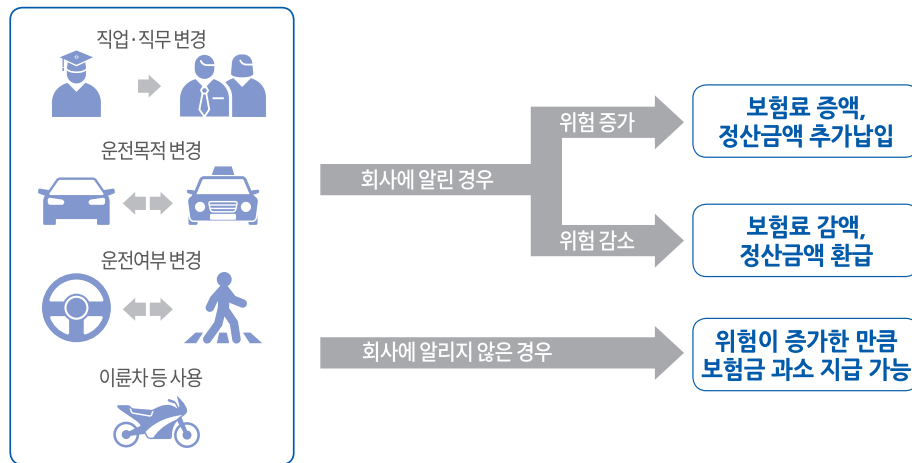 직업·직무 변경
운전목적 변경
운전여부 변경
이륜차 등 사용
회사에 알린 경우
위험 증가
보험료 증액,
정산금액 추가납입
위험 감소
보험료 감액,
정산금액 환급
회사에 알리지 않은 경우
위험이 증가한 만큼
보험금 과소 지급 가능